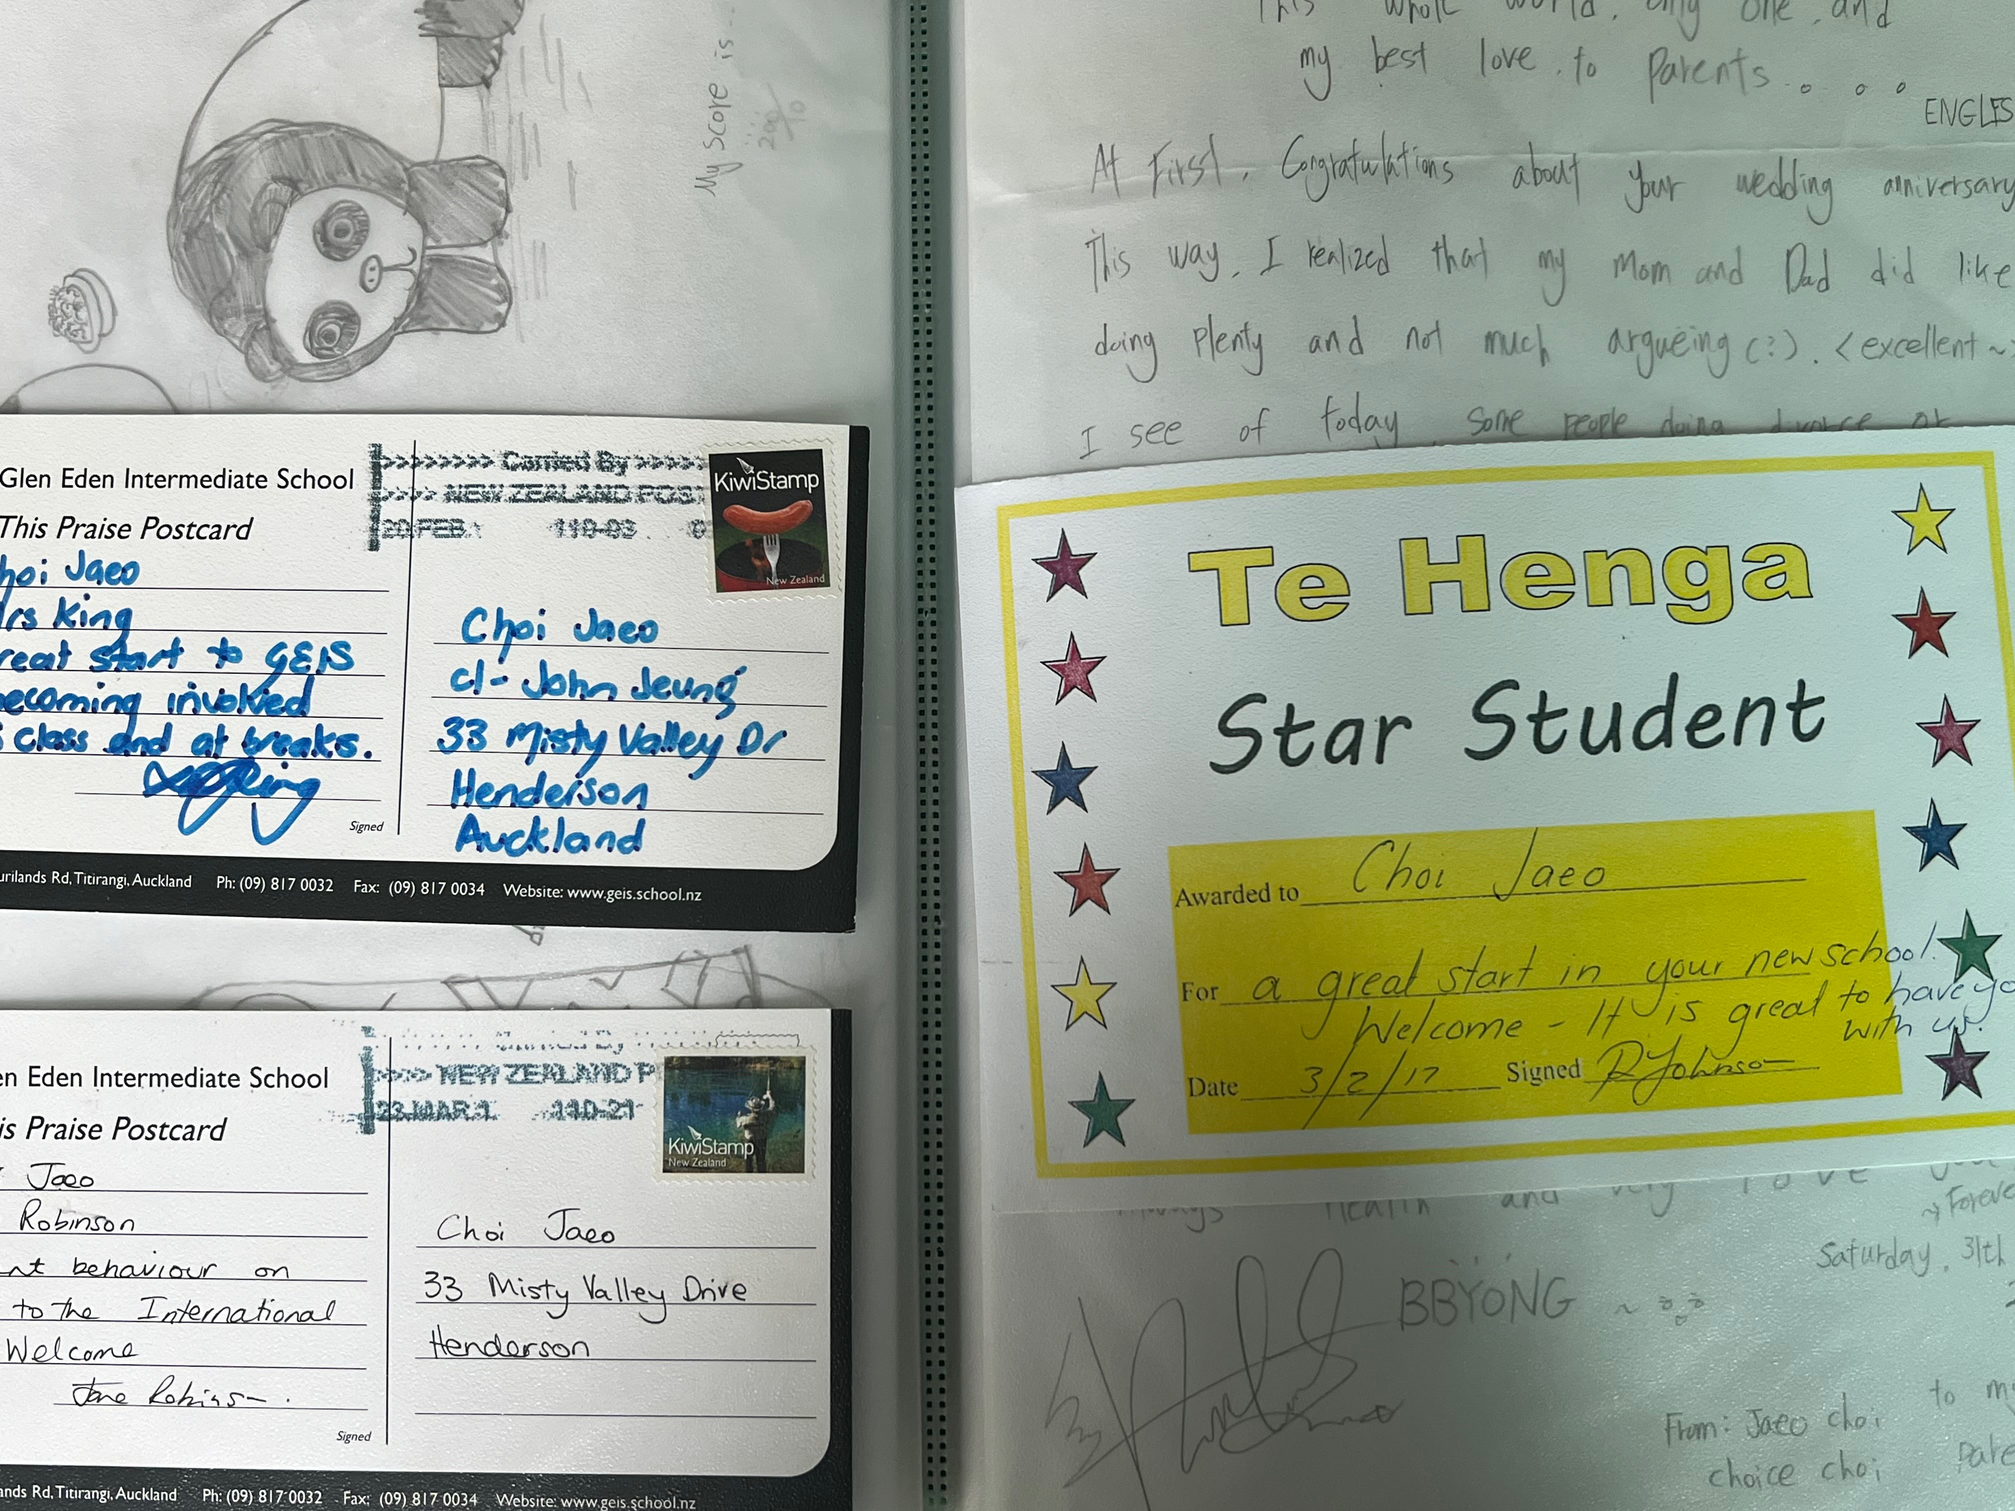 My score is..
Glen Eden Intermediate School
This Praise Postcard
hoi Jaeo
rs King
reat start to GEIS
ecoming involved
class and at breaks.
Signed
>>>>>>>> Carried By >>>>>
>>>> NEW ZEALAND POS
20 FEB 1
KiwiStamp
New Zealand
Choi Jaeo
c/- John Jeung
33 Misty Valley Dr
Henderson
Auckland
urilands Rd, Titirangi, Auckland Ph: (09) 817 0032 Fax: (09) 817 0034 Website: www.geis.school.nz
en Eden Intermediate School
is Praise Postcard
Jaeo
Robinson
nt behaviour on
to the International
Welcome
Jane Robinson
Signed
>>>> NEW ZEALAND P
23 MAR 1 110-21
KiwiStamp
New Zealand
Choi Jaeo
33 Misty Valley Drive
Henderson
ands Rd, Titirangi, Auckland Ph: (09) 817 0032 Fax: (09) 817 0034 Website: www.geis.school.nz
This whole world, only one, and
my best love to Parents....
ENGLIS
At First, Congratulations about your wedding anniversary
This way, I realized that my Mom and Dad did like
doing Plenty and not much argueing (?). <excellent~
I see of today, some people doing divorce or
Te Henga
Star Student
Awarded to Choi Jaeo
For a great start in your new school.
Welcome - It is great to have yo
with us.
Date 3/2/17 Signed R Johnson
Always Health and very love
~Foreve
Saturday, 31th
BBYONG ~
From: Jaeo choi to my
choice choi Pare